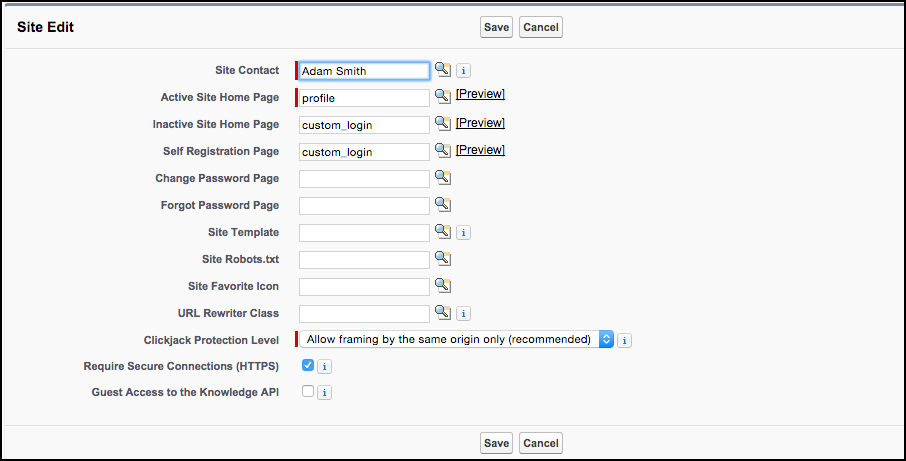 Site Edit
Save Cancel
Site Contact Adam Smith i
Active Site Home Page profile [Preview]
Inactive Site Home Page custom_login [Preview]
Self Registration Page custom_login [Preview]
Change Password Page
Forgot Password Page
Site Template i
Site Robots.txt
Site Favorite Icon
URL Rewriter Class i
Clickjack Protection Level Allow framing by the same origin only (recommended) i
Require Secure Connections (HTTPS) i
Guest Access to the Knowledge API i
Save Cancel